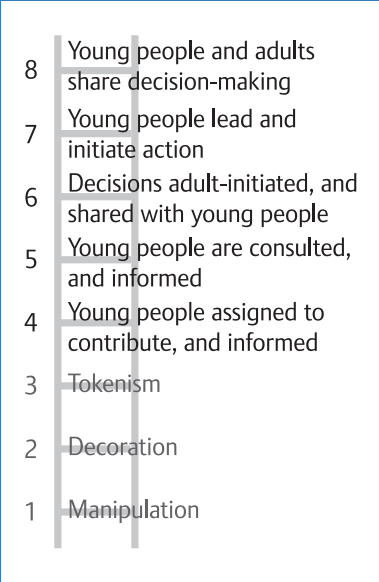 8 Young people and adults
share decision-making
7 Young people lead and
initiate action
6 Decisions adult-initiated, and
shared with young people
5 Young people are consulted,
and informed
4 Young people assigned to
contribute, and informed
3 Tokenism
2 Decoration
1 Manipulation